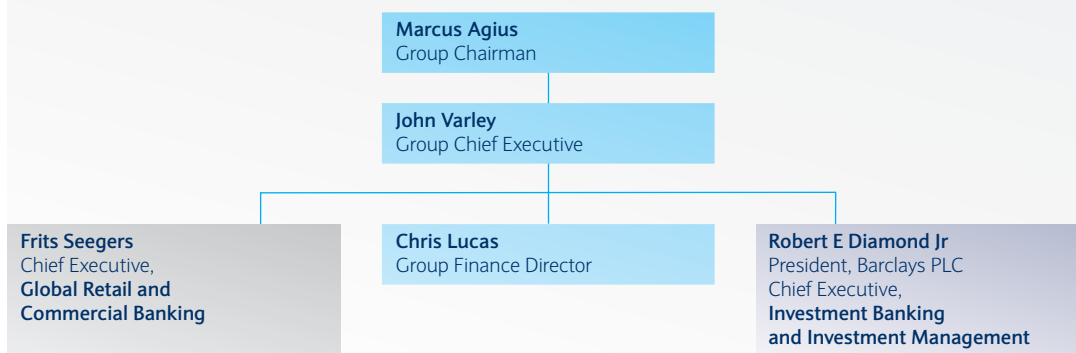 Marcus Agius
Group Chairman
John Varley
Group Chief Executive
Frits Seegers
Chief Executive,
Global Retail and
Commercial Banking
Chris Lucas
Group Finance Director
Robert E Diamond Jr
President, Barclays PLC
Chief Executive,
Investment Banking
and Investment Management